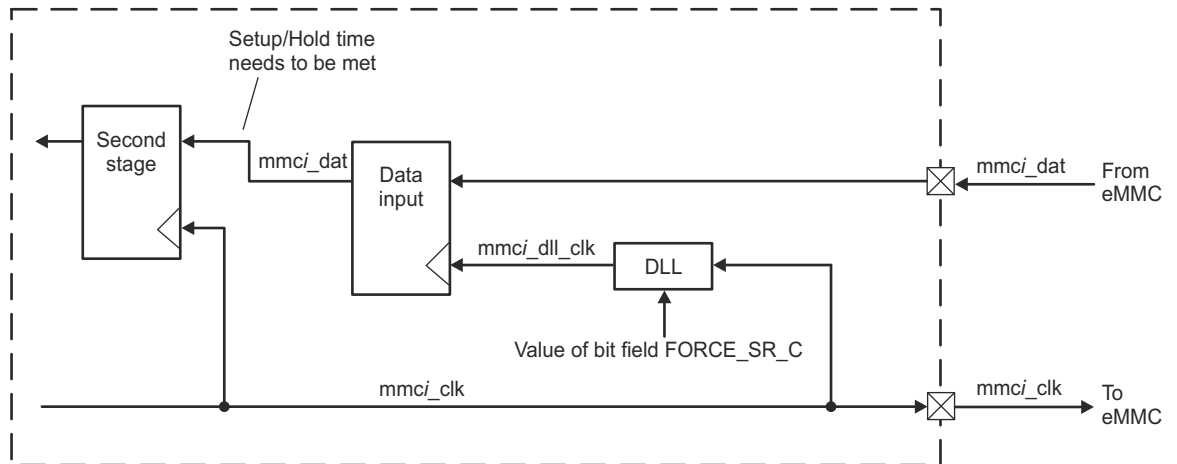 Setup/Hold time
needs to be met
Second
stage
mmci_dat
Data
input
mmci_dat
From
eMMC
mmci_dll_clk
DLL
Value of bit field FORCE_SR_C
mmci_clk
mmci_clk
To
eMMC